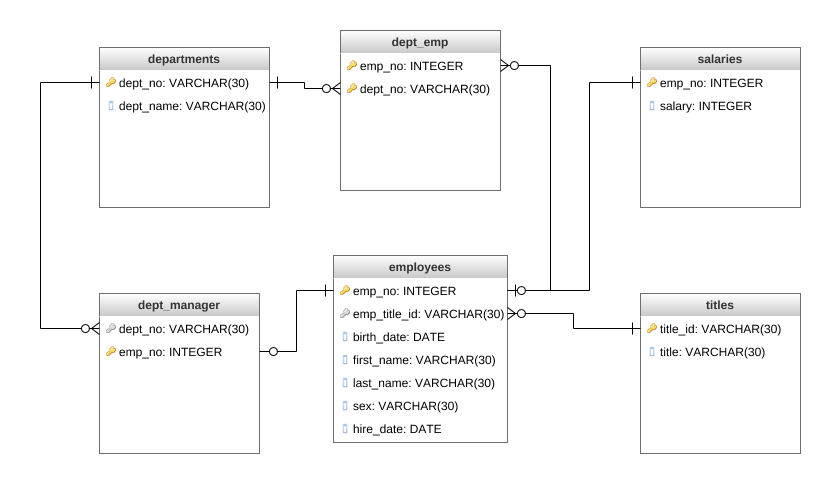 departments
dept_no: VARCHAR(30)
dept_name: VARCHAR(30)
dept_emp
emp_no: INTEGER
dept_no: VARCHAR(30)
salaries
emp_no: INTEGER
salary: INTEGER
dept_manager
dept_no: VARCHAR(30)
emp_no: INTEGER
employees
emp_no: INTEGER
emp_title_id: VARCHAR(30)
birth_date: DATE
first_name: VARCHAR(30)
last_name: VARCHAR(30)
sex: VARCHAR(30)
hire_date: DATE
titles
title_id: VARCHAR(30)
title: VARCHAR(30)